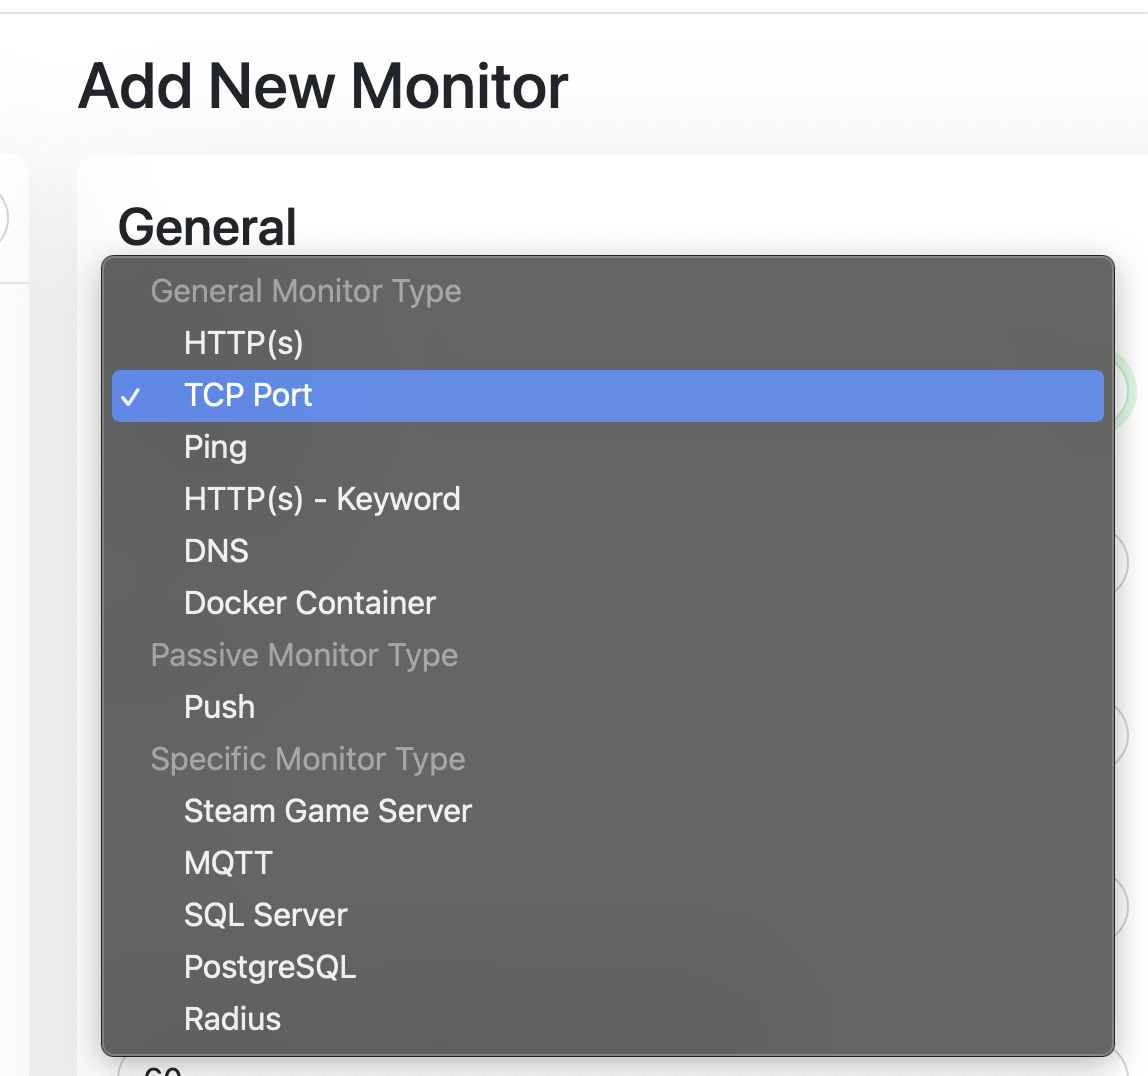 Add New Monitor
General
General Monitor Type
HTTP(s)
✓ TCP Port
Ping
HTTP(s) - Keyword
DNS
Docker Container
Passive Monitor Type
Push
Specific Monitor Type
Steam Game Server
MQTT
SQL Server
PostgreSQL
Radius
60